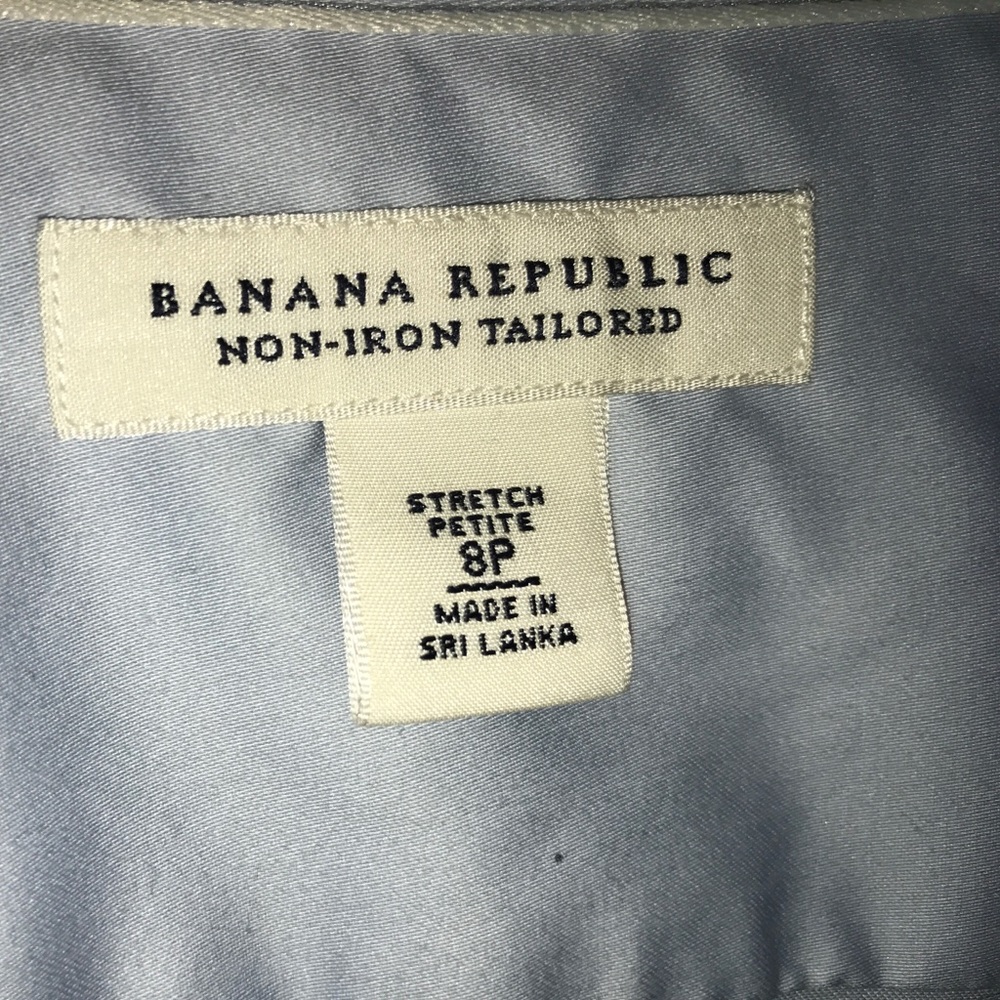 BANANA REPUBLIC
NON-IRON TAILORED
STRETCH
PETITE
8P
MADE IN
SRI LANKA